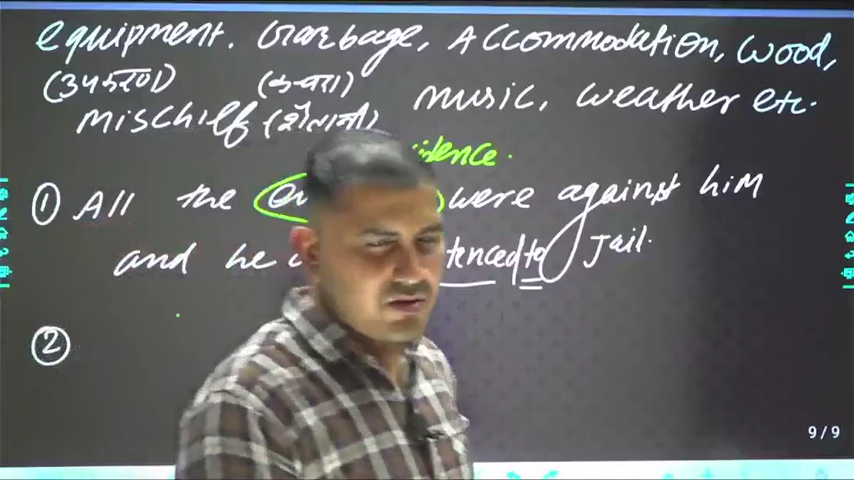 equipment. Garbage, Accommodation, wood,
(उपकरण) (कचरा)
mischief (शैतानी) music, weather etc.
idence.
① All the were against him
and he tenced to Jail.
②
9/9